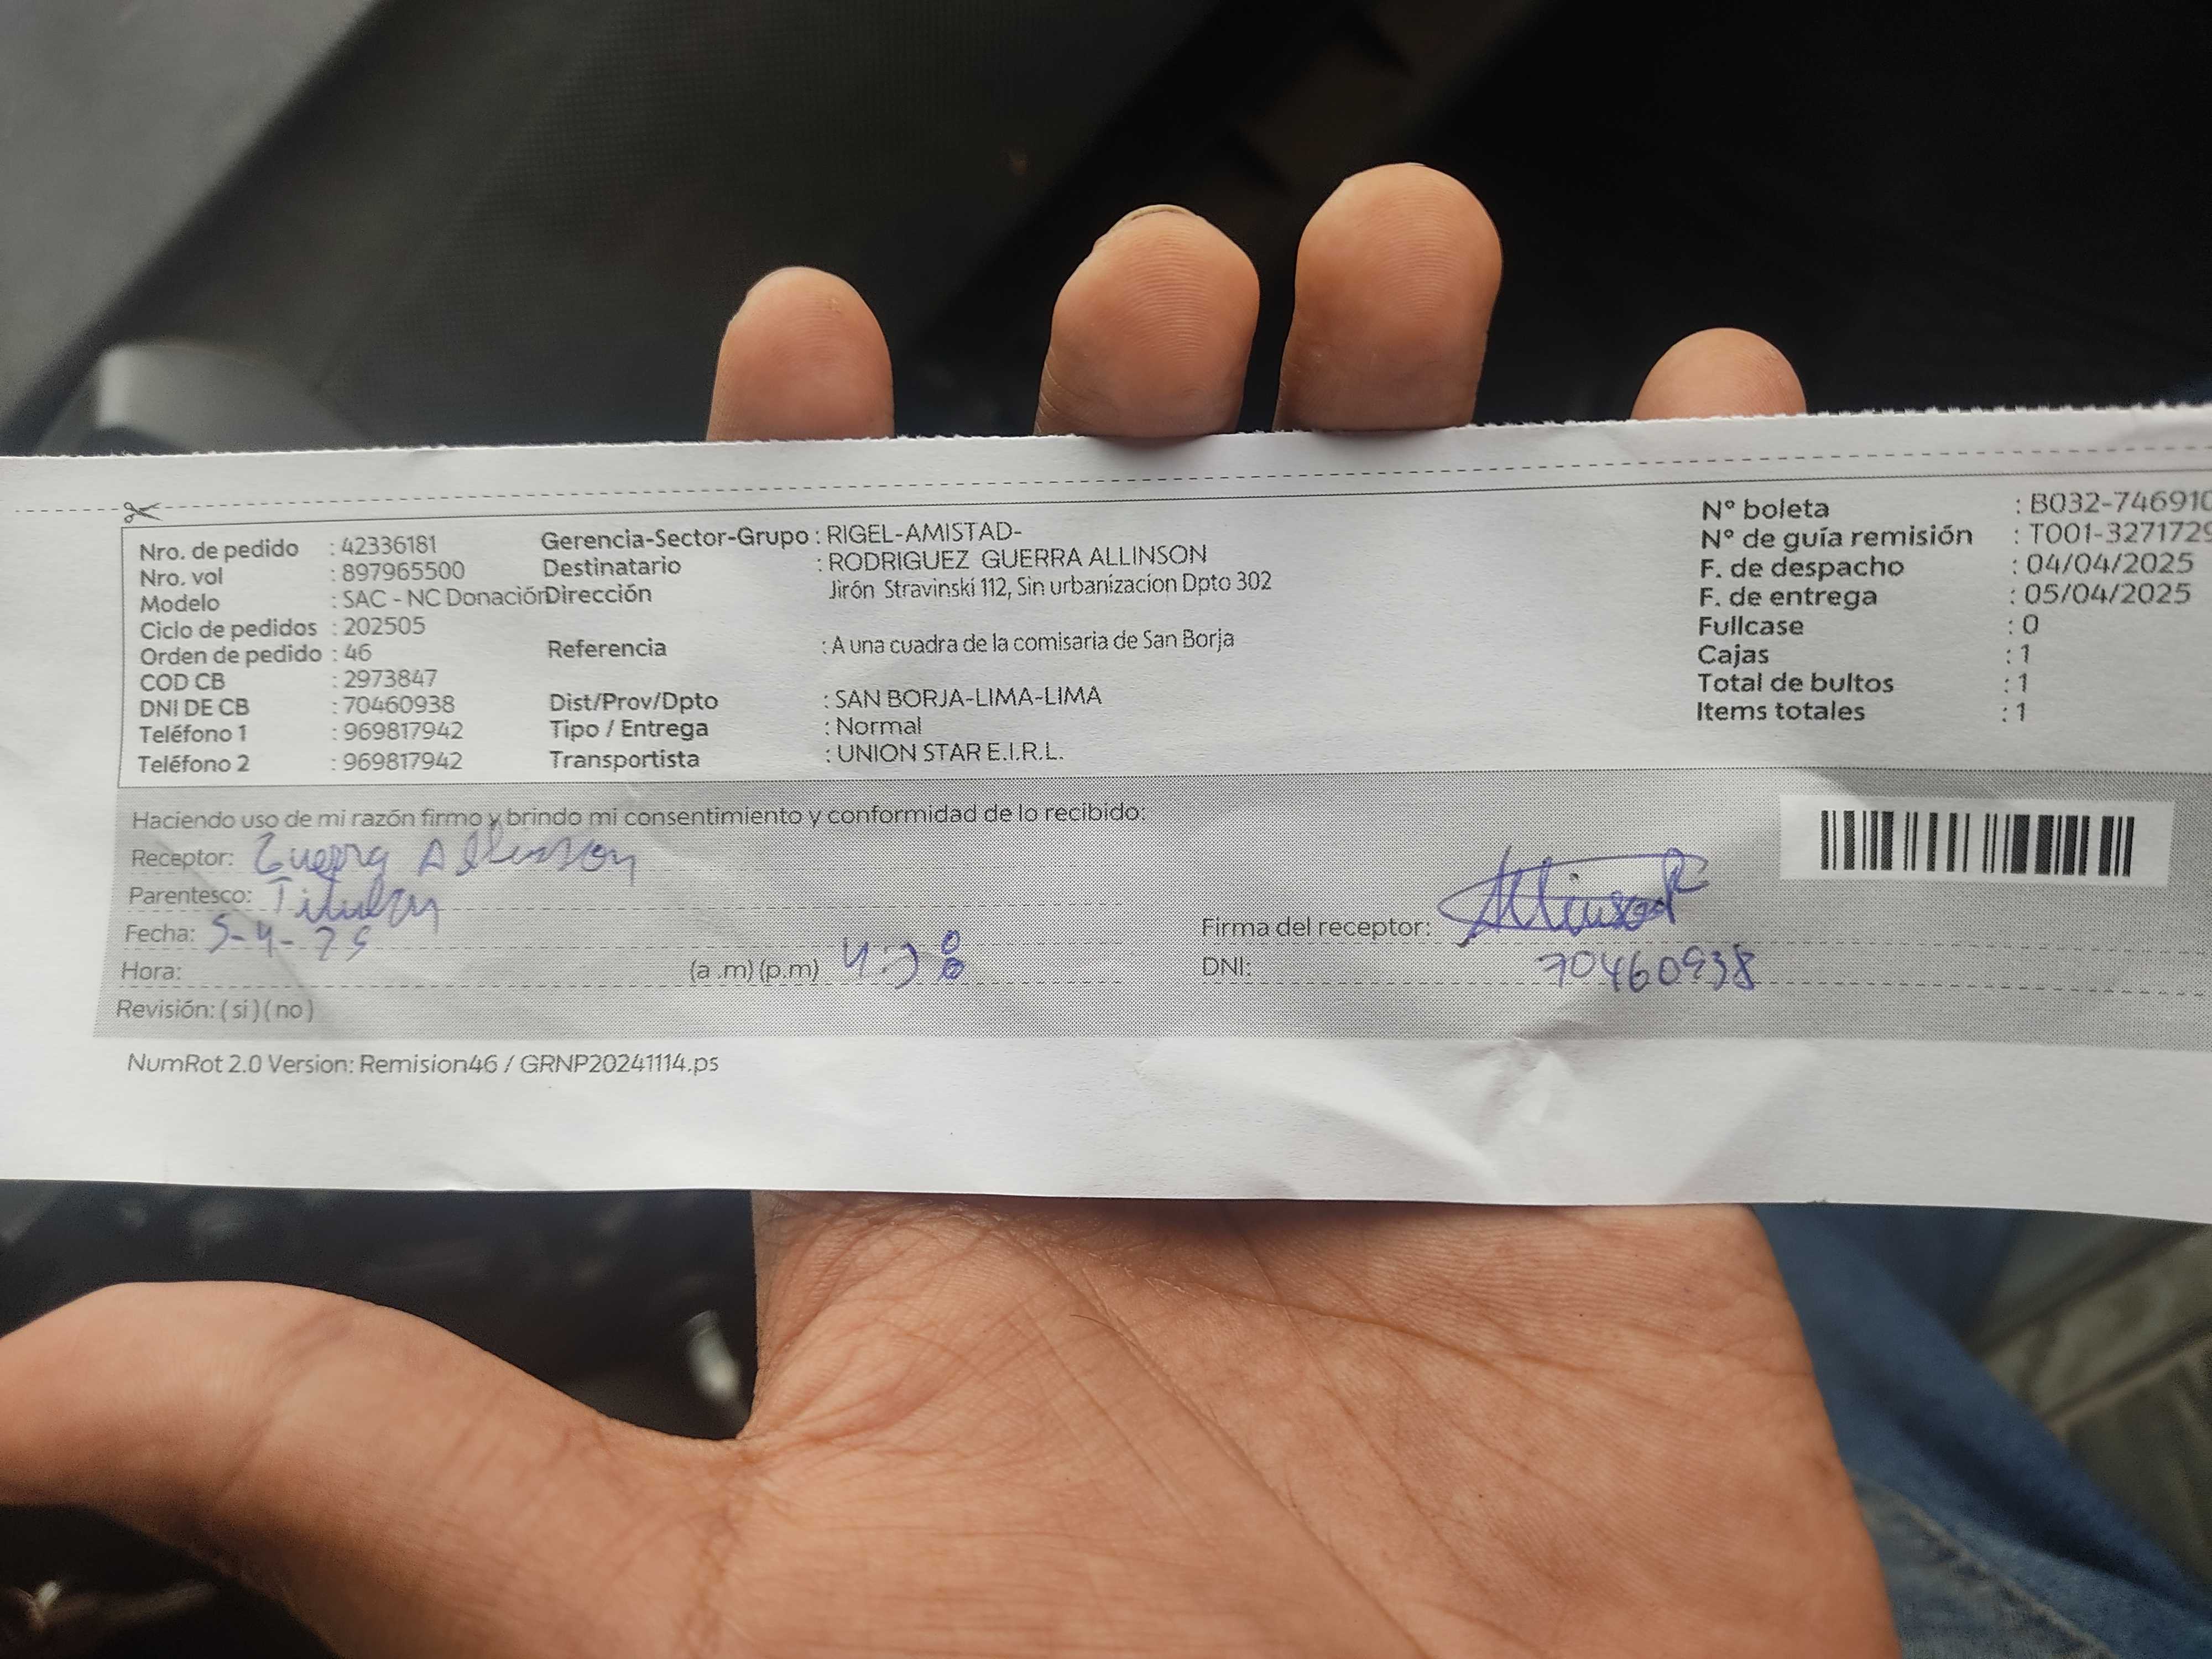 Nro. de pedido : 42336181
Nro. vol : 897965500
Modelo : SAC - NC Donación
Ciclo de pedidos : 202505
Orden de pedido : 46
COD CB : 2973847
DNI DE CB : 70460938
Teléfono 1 : 969817942
Teléfono 2 : 969817942
Gerencia-Sector-Grupo : RIGEL-AMISTAD-
Destinatario : RODRIGUEZ GUERRA ALLINSON
Dirección Jirón Stravinski 112, Sin urbanizacion Dpto 302
Referencia : A una cuadra de la comisaria de San Borja
Dist/Prov/Dpto : SAN BORJA-LIMA-LIMA
Tipo / Entrega : Normal
Transportista : UNION STAR E.I.R.L.
Nº boleta : B032-746910
Nº de guía remisión : T001-3271729
F. de despacho : 04/04/2025
F. de entrega : 05/04/2025
Fullcase : 0
Cajas : 1
Total de bultos : 1
Items totales : 1
Haciendo uso de mi razón firmo y brindo mi consentimiento y conformidad de lo recibido:
Receptor: Guerra Allinson
Parentesco: Titular
Fecha: 5-4-25
Hora: (a .m) (p.m)
Revisión: ( si ) ( no )
Firma del receptor: Allinson R
DNI: 70460938
NumRot 2.0 Version: Remision46 / GRNP20241114.ps